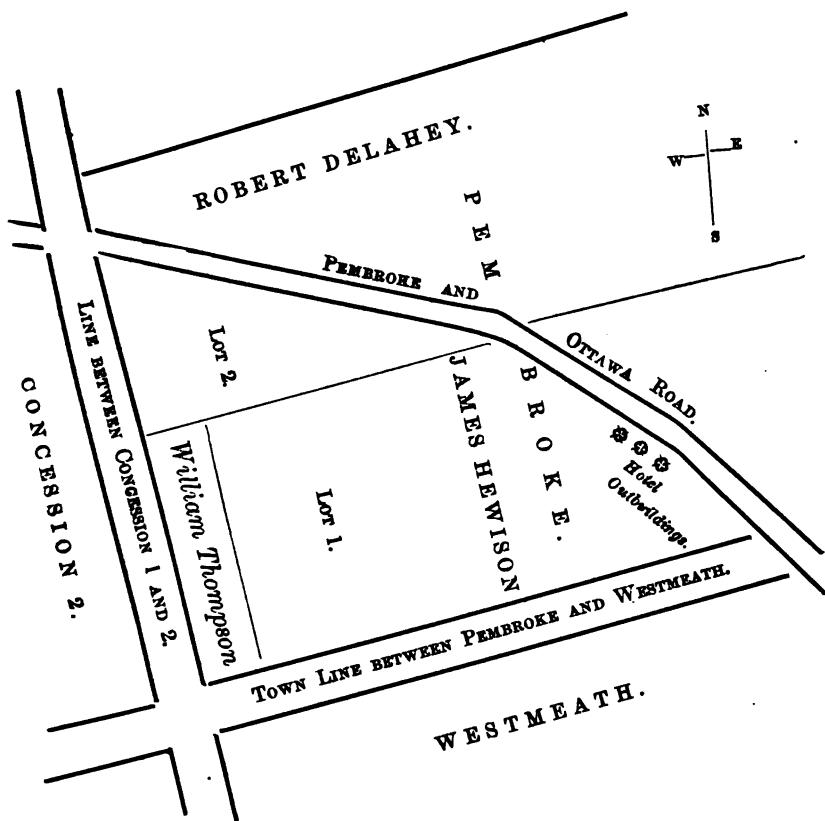 ROBERT DELAHEY.
N
W
E
S
PEM
BROKE.
PEMBROKE AND
OTTAWA ROAD.
LOT 2.
LINE BETWEEN CONCESSION 1 AND 2.
CONCESSION 2.
William Thompson
LOT 1.
JAMES HEWISON
Hotel
Outbuildings.
TOWN LINE BETWEEN PEMBROKE AND WESTMEATH.
WESTMEATH.